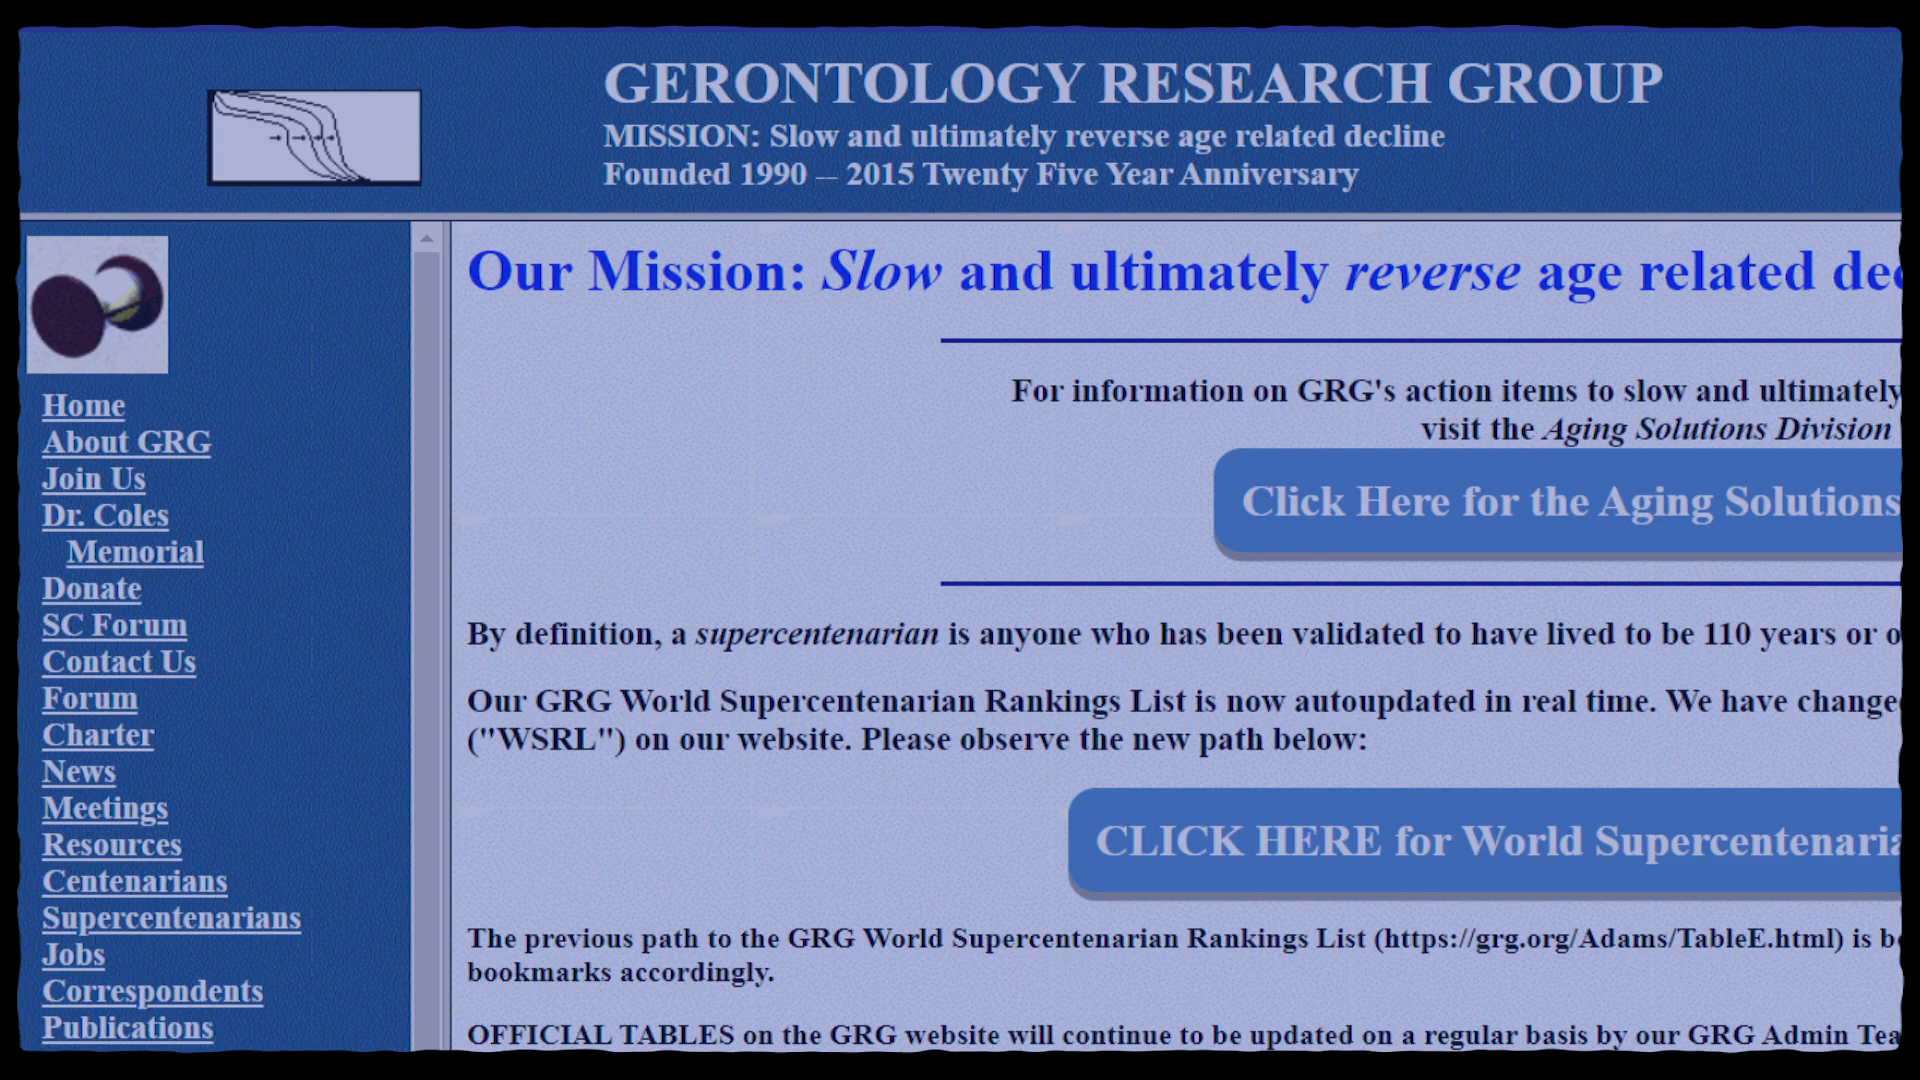 GERONTOLOGY RESEARCH GROUP
MISSION: Slow and ultimately reverse age related decline
Founded 1990 -- 2015 Twenty Five Year Anniversary
Home
About GRG
Join Us
Dr. Coles
Memorial
Donate
SC Forum
Contact Us
Forum
Charter
News
Meetings
Resources
Centenarians
Supercentenarians
Jobs
Correspondents
Publications
Our Mission: Slow and ultimately reverse age related
For information on GRG's action items to slow and ultimately
visit the Aging Solutions Division
Click Here for the Aging Solutions
By definition, a supercentenarian is anyone who has been validated to have lived to be 110 years or
Our GRG World Supercentenarian Rankings List is now autoupdated in real time. We have
("WSRL") on our website. Please observe the new path below:
CLICK HERE for World
The previous path to the GRG World Supercentenarian Rankings List (https://grg.org/Adams/TableE.html) is
bookmarks accordingly.
OFFICIAL TABLES on the GRG website will continue to be updated on a regular basis by our GRG Admin